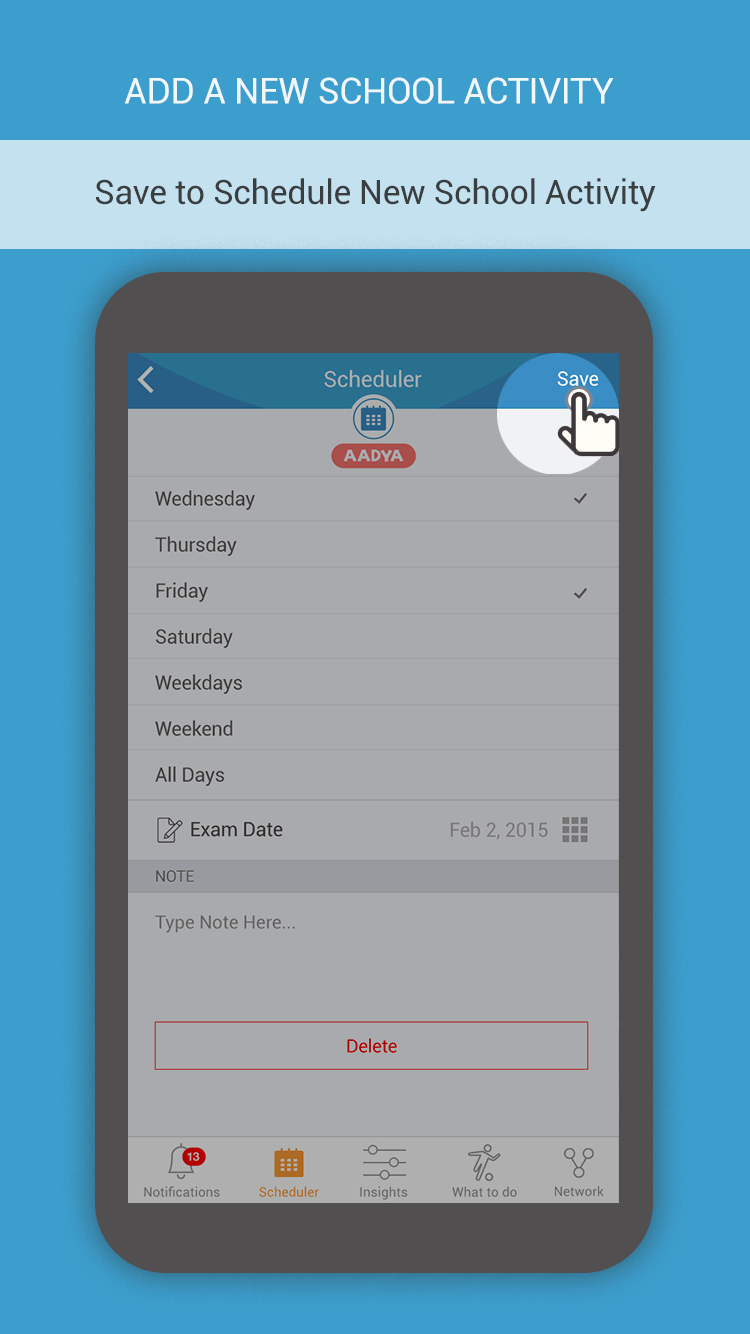 ADD A NEW SCHOOL ACTIVITY
Save to Schedule New School Activity
Scheduler
Save
AADYA
Wednesday
Thursday
Friday
Saturday
Weekdays
Weekend
All Days
Exam Date Feb 2, 2015
NOTE
Type Note Here...
Delete
13
Notifications Scheduler Insights What to do Network